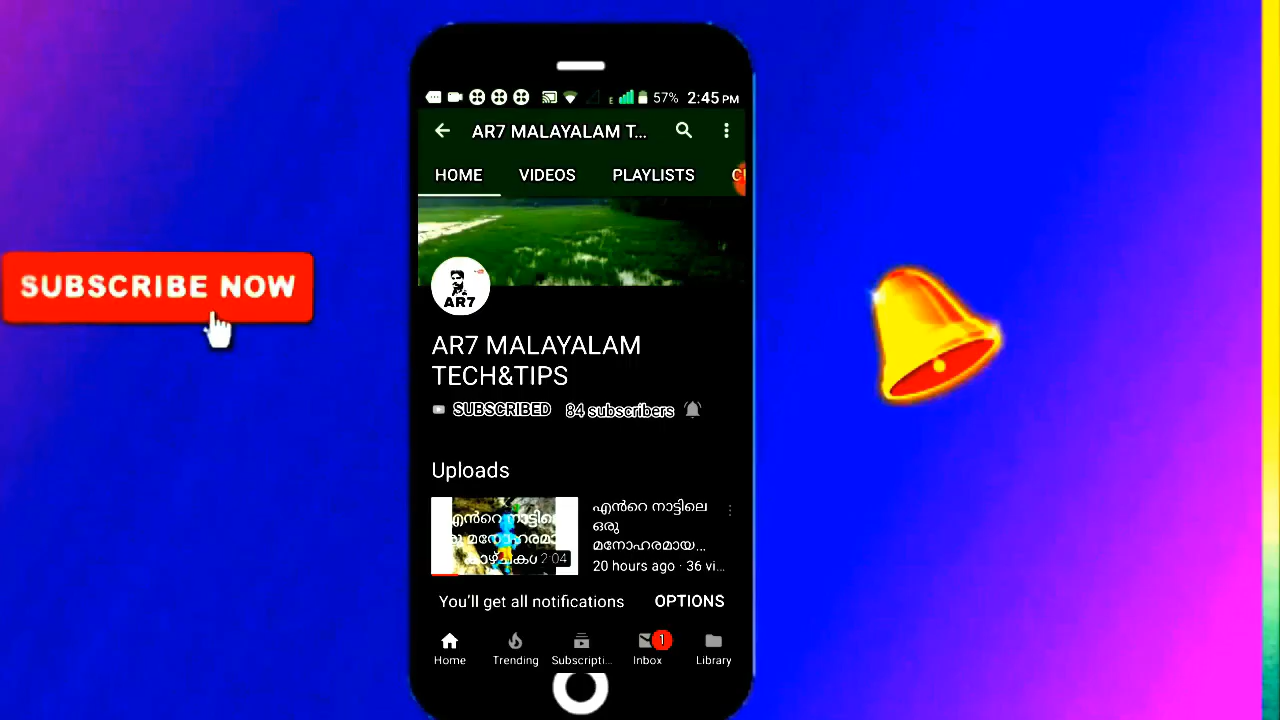 57% 2:45 PM
AR7 MALAYALAM T...
HOME VIDEOS PLAYLISTS
SUBSCRIBE NOW
AR7
AR7 MALAYALAM
TECH&TIPS
SUBSCRIBED 84 subscribers
Uploads
എൻറെ നാട്ടിലെ
ഒരു
മനോഹരമായ...
20 hours ago · 36 vi...
എൻറെ നാട്ടിലെ
2:04
You'll get all notifications OPTIONS
1
Home Trending Subscripti... Inbox Library